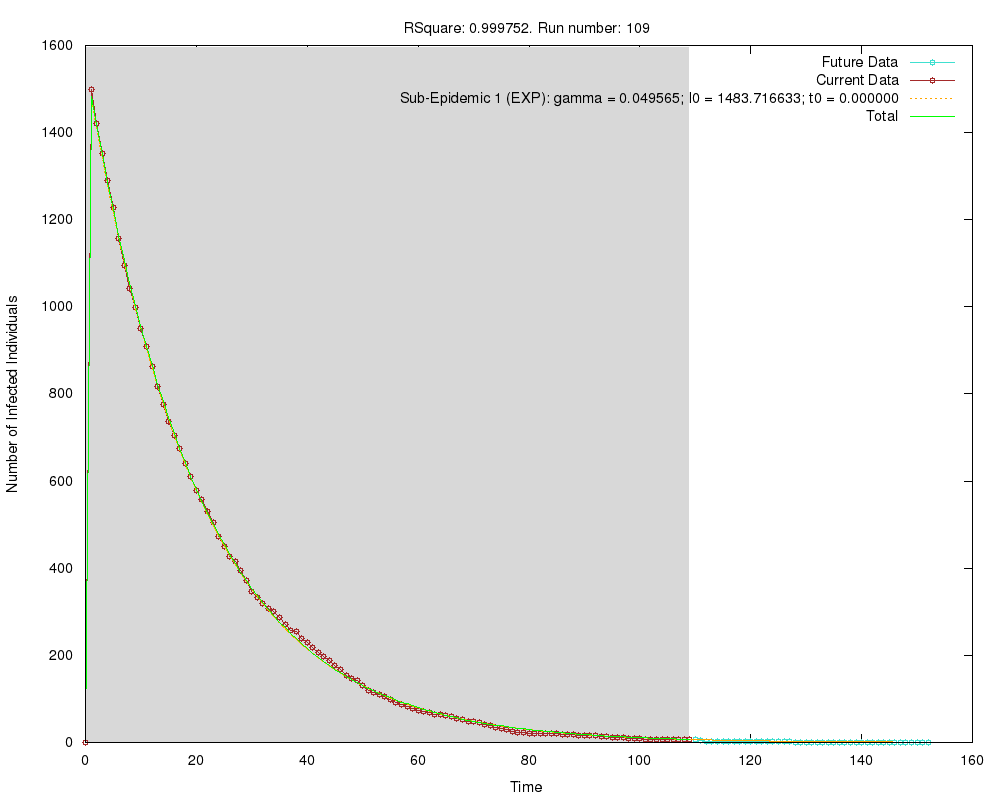 RSquare: 0.999752. Run number: 109
1600
1400
1200
1000
800
600
400
200
0
Number of Infected Individuals
Future Data
Current Data
Sub-Epidemic 1 (EXP): gamma = 0.049565; I0 = 1483.716633; t0 = 0.000000
Total
0 20 40 60 80 100 120 140 160
Time